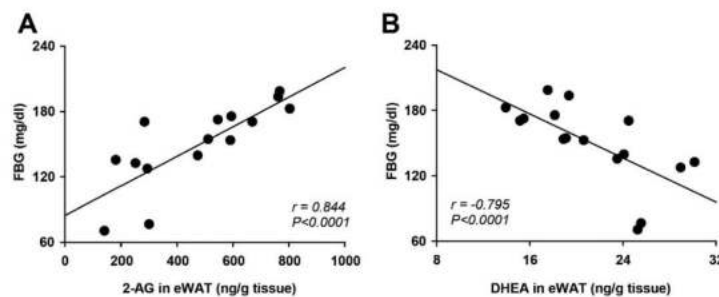 A
FBG (mg/dl)
240
180
120
60
0 200 400 600 800 1000
2-AG in eWAT (ng/g tissue)
r = 0.844
P<0.0001
B
FBG (mg/dl)
240
180
120
60
8 16 24 32
DHEA in eWAT (ng/g tissue)
r = -0.795
P<0.0001